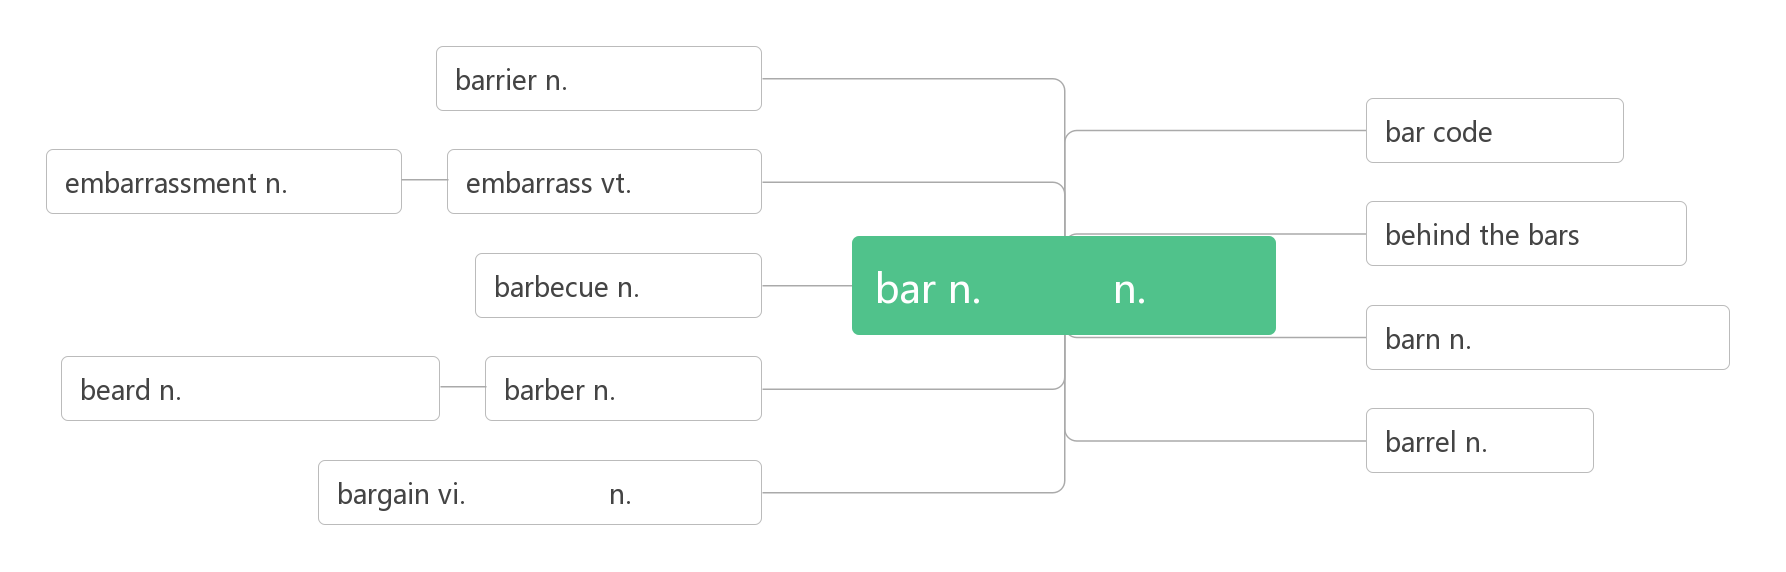 barrier n.
embarrassment n.
embarrass vt.
barbecue n.
beard n.
barber n.
bargain vi. n.
bar n. n.
bar code
behind the bars
barn n.
barrel n.